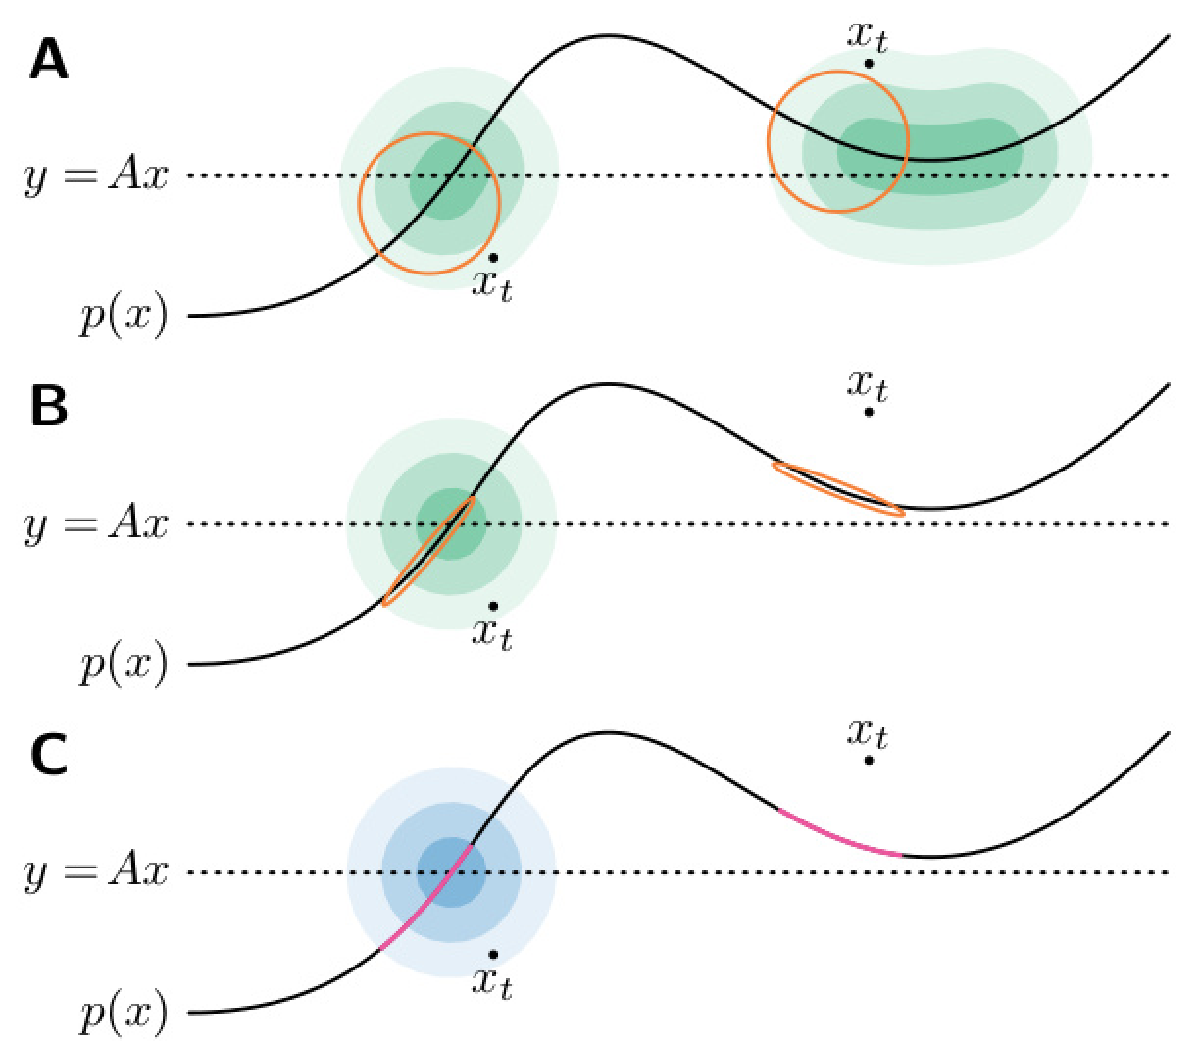 A
x_t
y = Ax
x_t
p(x)
B
x_t
y = Ax
x_t
p(x)
C
x_t
y = Ax
x_t
p(x)